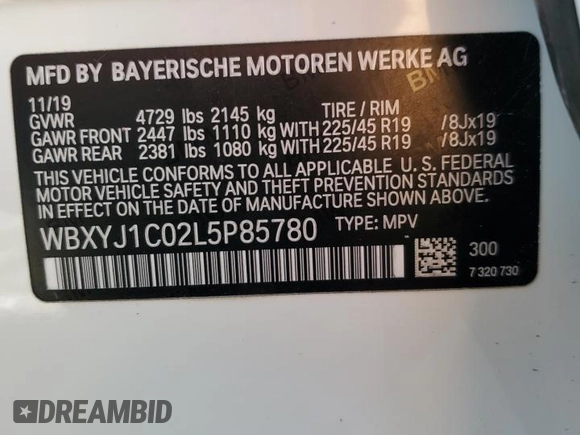 MFD BY BAYERISCHE MOTOREN WERKE AG
11/19
GVWR 4729 lbs 2145 kg TIRE / RIM
GAWR FRONT 2447 lbs 1110 kg WITH 225/45 R19 /8Jx19
GAWR REAR 2381 lbs 1080 kg WITH 225/45 R19 /8Jx19
THIS VEHICLE CONFORMS TO ALL APPLICABLE U. S. FEDERAL
MOTOR VEHICLE SAFETY AND THEFT PREVENTION STANDARDS
IN EFFECT ON THE DATE OF MANUFACTURE SHOWN ABOVE.
WBXYJ1C02L5P85780 TYPE: MPV
300
7 320 730
DREAMBID